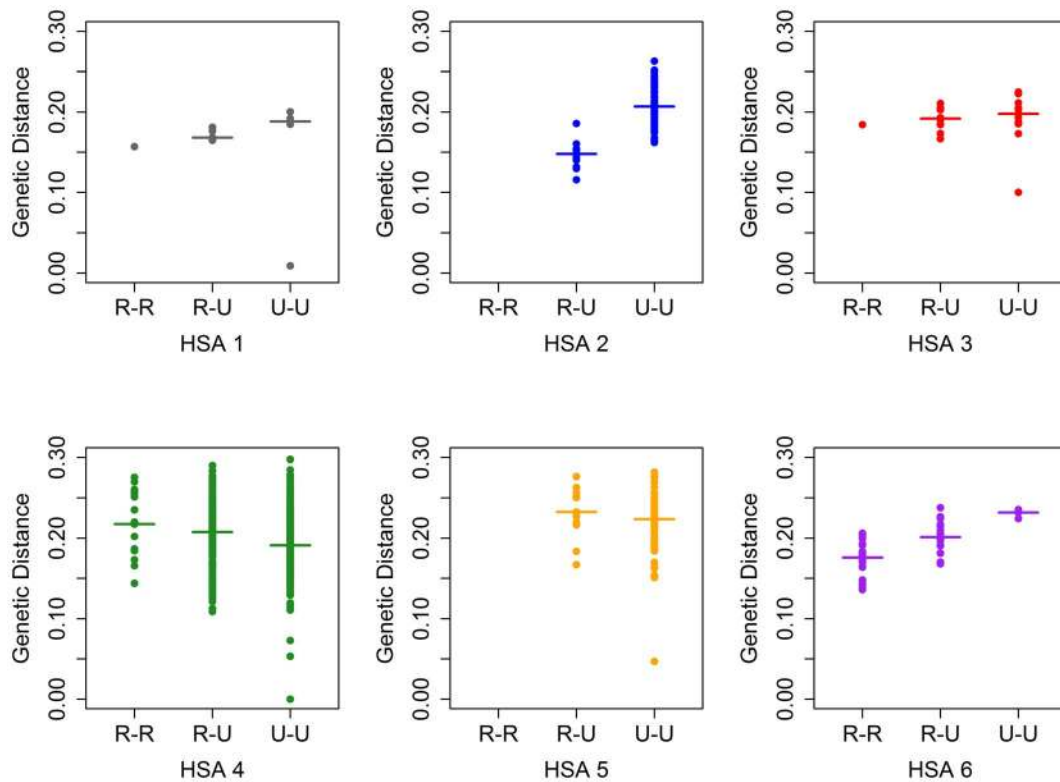 Genetic Distance
0.30
0.20
0.10
0.00
R-R R-U U-U
HSA 1
Genetic Distance
0.30
0.20
0.10
0.00
R-R R-U U-U
HSA 2
Genetic Distance
0.30
0.20
0.10
0.00
R-R R-U U-U
HSA 3
Genetic Distance
0.30
0.20
0.10
0.00
R-R R-U U-U
HSA 4
Genetic Distance
0.30
0.20
0.10
0.00
R-R R-U U-U
HSA 5
Genetic Distance
0.30
0.20
0.10
0.00
R-R R-U U-U
HSA 6